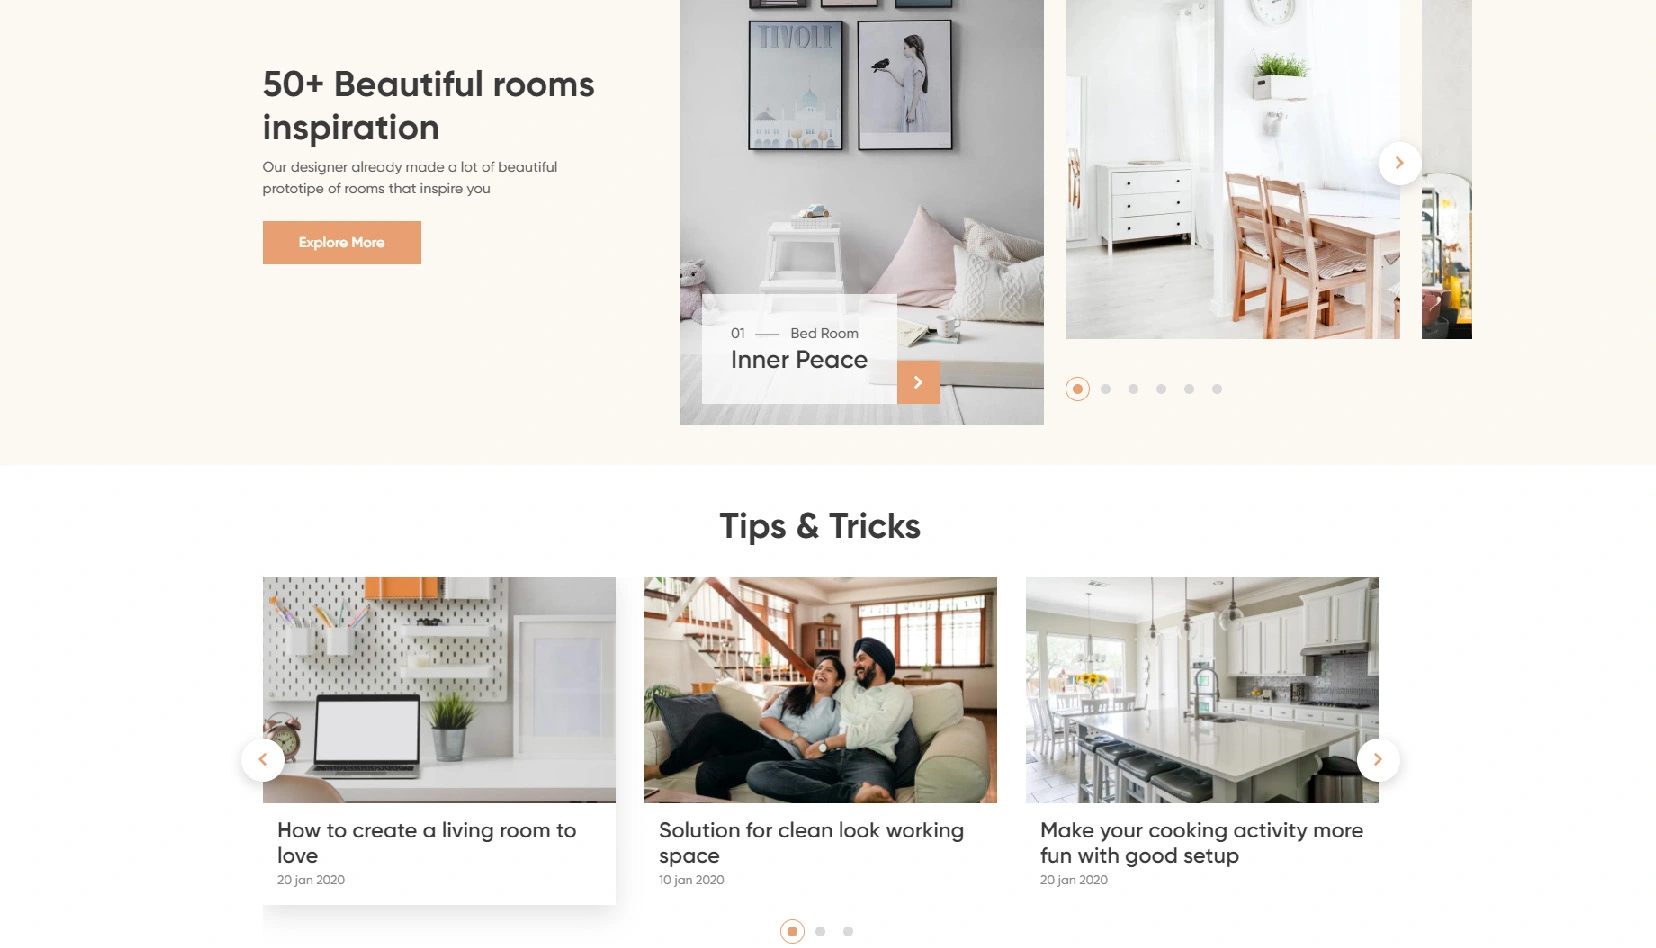 TIVOLI
50+ Beautiful rooms
inspiration
Our designer already made a lot of beautiful
prototipe of rooms that inspire you
Explore More
01 — Bed Room
Inner Peace
Tips & Tricks
How to create a living room to
love
20 jan 2020
Solution for clean look working
space
10 jan 2020
Make your cooking activity more
fun with good setup
20 jan 2020